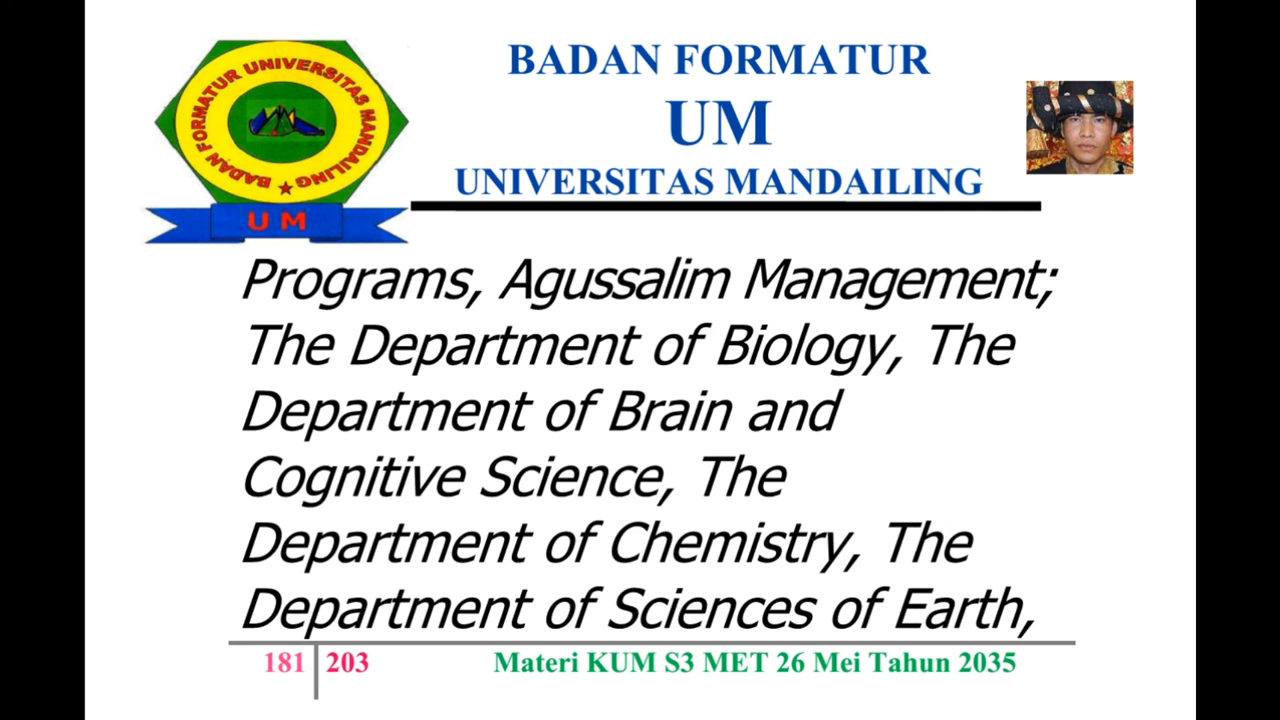 BADAN FORMATUR UNIVERSITAS MANDAILING
U M
BADAN FORMATUR
UM
UNIVERSITAS MANDAILING
Programs, Agussalim Management;
The Department of Biology, The
Department of Brain and
Cognitive Science, The
Department of Chemistry, The
Department of Sciences of Earth,
181 203 Materi KUM S3 MET 26 Mei Tahun 2035